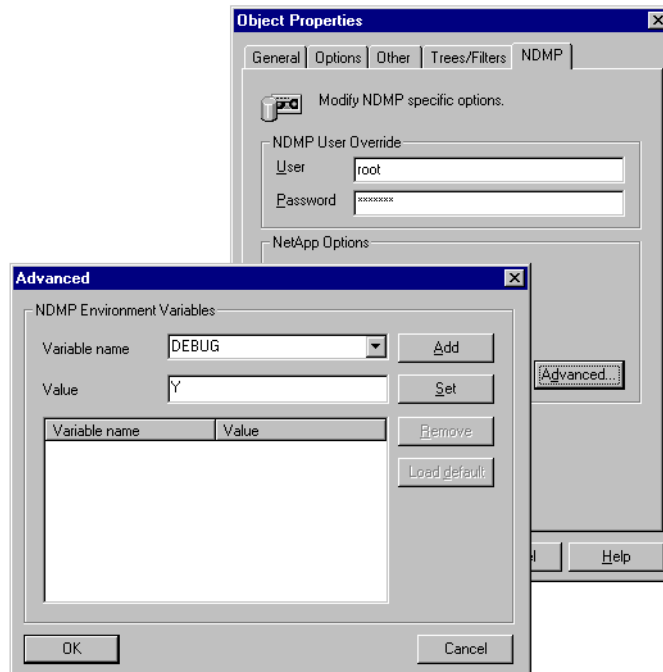 Object Properties
General Options Other Trees/Filters NDMP
Modify NDMP specific options.
NDMP User Override
User root
Password *******
NetApp Options
Advanced...
Help
Advanced
NDMP Environment Variables
Variable name DEBUG Add
Value Y Set
Variable name Value Remove
Load default
OK Cancel